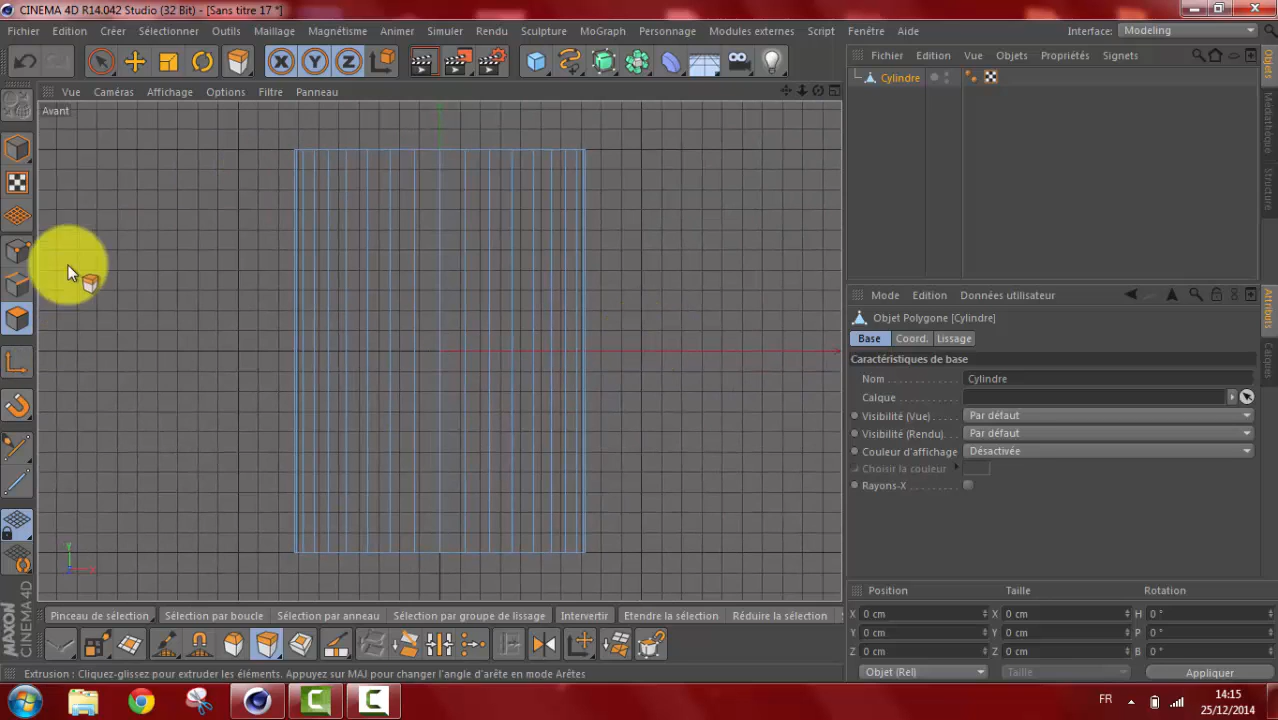 CINEMA 4D R14.042 Studio (32 Bit) - [Sans titre 17 *]
Fichier Edition Créer Sélectionner Outils Maillage Magnétisme Animer Simuler Rendu Sculpture MoGraph Personnage Modules externes Script Fenêtre Aide Interface: Modeling
X Y Z
Fichier Edition Vue Objets Propriétés Signets
Cylindre
Vue Caméras Affichage Options Filtre Panneau
Avant
Objets
Médiathèque
Structure
Mode Edition Données utilisateur
Attributs
Calques
Objet Polygone [Cylindre]
Base Coord. Lissage
Caractéristiques de base
Nom Cylindre
Calque
Visibilité (Vue) Par défaut
Visibilité (Rendu) Par défaut
Couleur d'affichage Désactivée
Choisir la couleur
Rayons-X
Y
MAXON
CINEMA 4D
Position Taille Rotation
X 0 cm X 0 cm H 0 °
Y 0 cm Y 0 cm P 0 °
Z 0 cm Z 0 cm B 0 °
Objet (Rel) Taille Appliquer
Pinceau de sélection Sélection par boucle Sélection par anneau Sélection par groupe de lissage Intervertir Etendre la sélection Réduire la sélection
Extrusion : Cliquez-glissez pour extruder les éléments. Appuyez sur MAJ pour changer l'angle d'arête en mode Arêtes
FR 14:15
25/12/2014